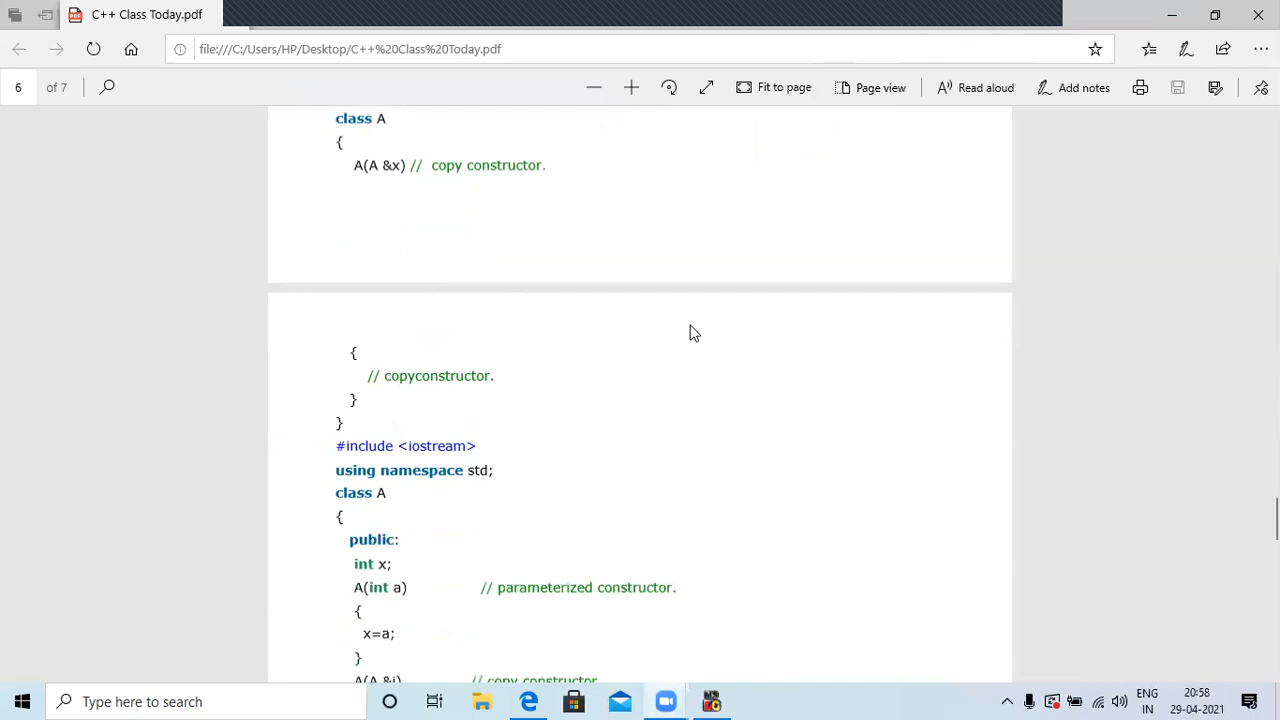 C++ Class Today.pdf
file:///C:/Users/HP/Desktop/C++%20Class%20Today.pdf
6 of 7
Fit to page
Page view
Read aloud
Add notes
class A
{
A(A &x) // copy constructor.
{
// copyconstructor.
}
}
#include <iostream>
using namespace std;
class A
{
public:
int x;
A(int a) // parameterized constructor.
{
x=a;
}
A(A &i) // copy constructor
Type here to search
ENG
IN
20:58
29-04-2021